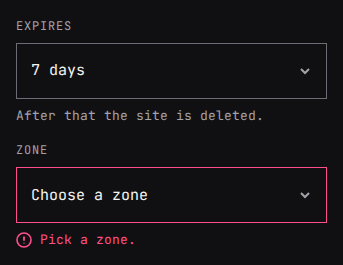 EXPIRES
7 days
After that the site is deleted.
ZONE
Choose a zone
Pick a zone.